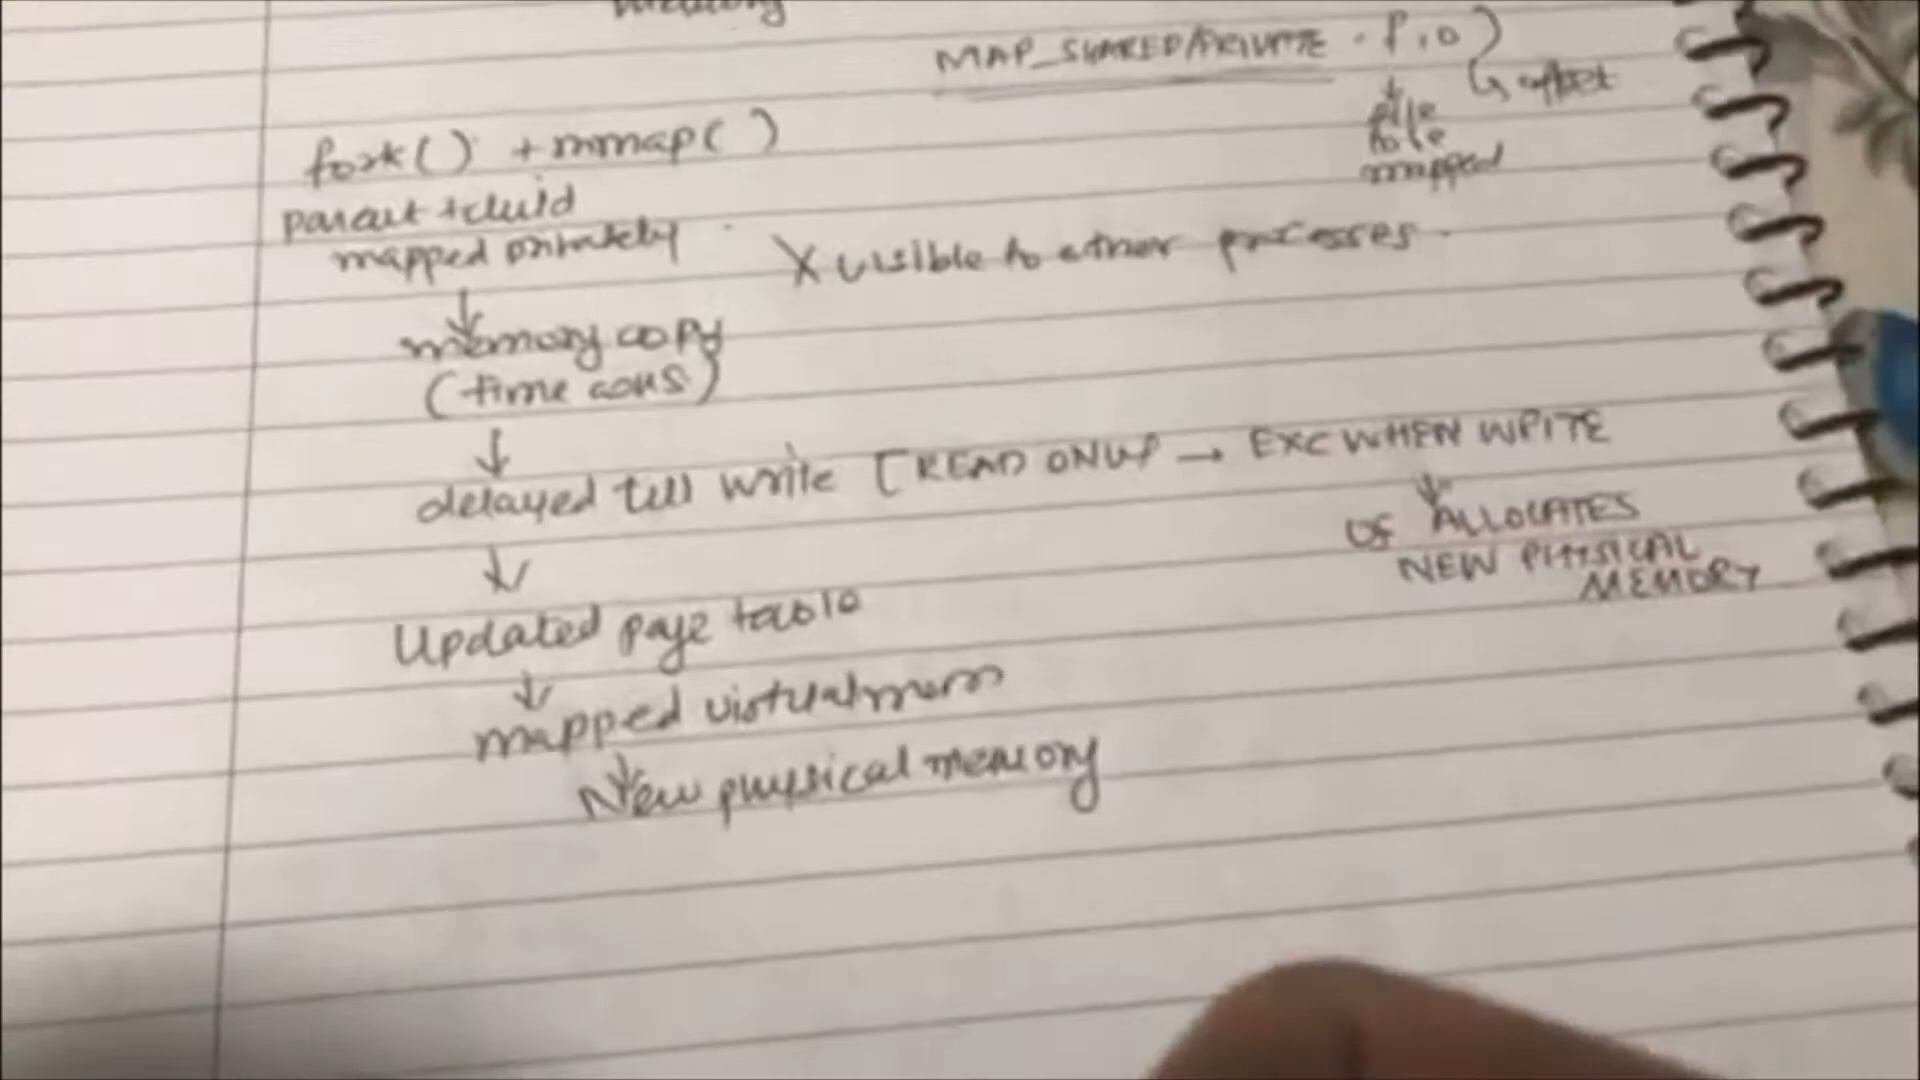 MAP_SHARED/PRIVATE , f, 0 )
↓ file to be mapped
↳ offset
fork() + mmap( )
parent + child
mapped privately
X visible to other processes.
↓
memory copy
(time cons)
↓
delayed till write [READ ONLY → EXC WHEN WRITE
↓
OS ALLOCATES
NEW PHYSICAL
MEMORY
↓
Updated page table
↓
mapped virtual mem
↓
New physical memory